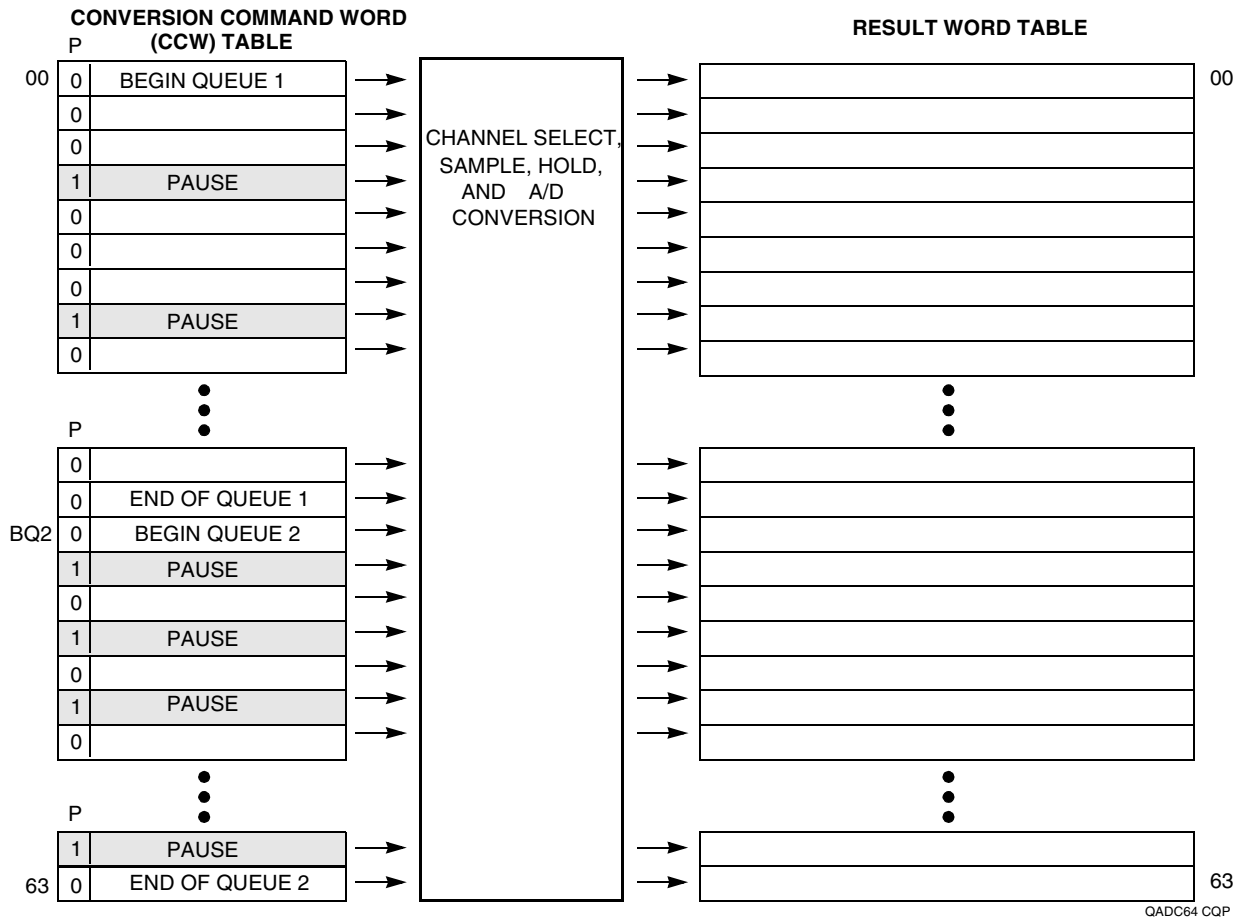 CONVERSION COMMAND WORD
(CCW) TABLE
P
RESULT WORD TABLE
00 0 BEGIN QUEUE 1 00
0
0
1 PAUSE
0
0
0
1 PAUSE
0
CHANNEL SELECT,
SAMPLE, HOLD,
AND A/D
CONVERSION
P
0
0 END OF QUEUE 1
BQ2 0 BEGIN QUEUE 2
1 PAUSE
0
1 PAUSE
0
1 PAUSE
0
P
1 PAUSE
63 0 END OF QUEUE 2 63
QADC64 CQP